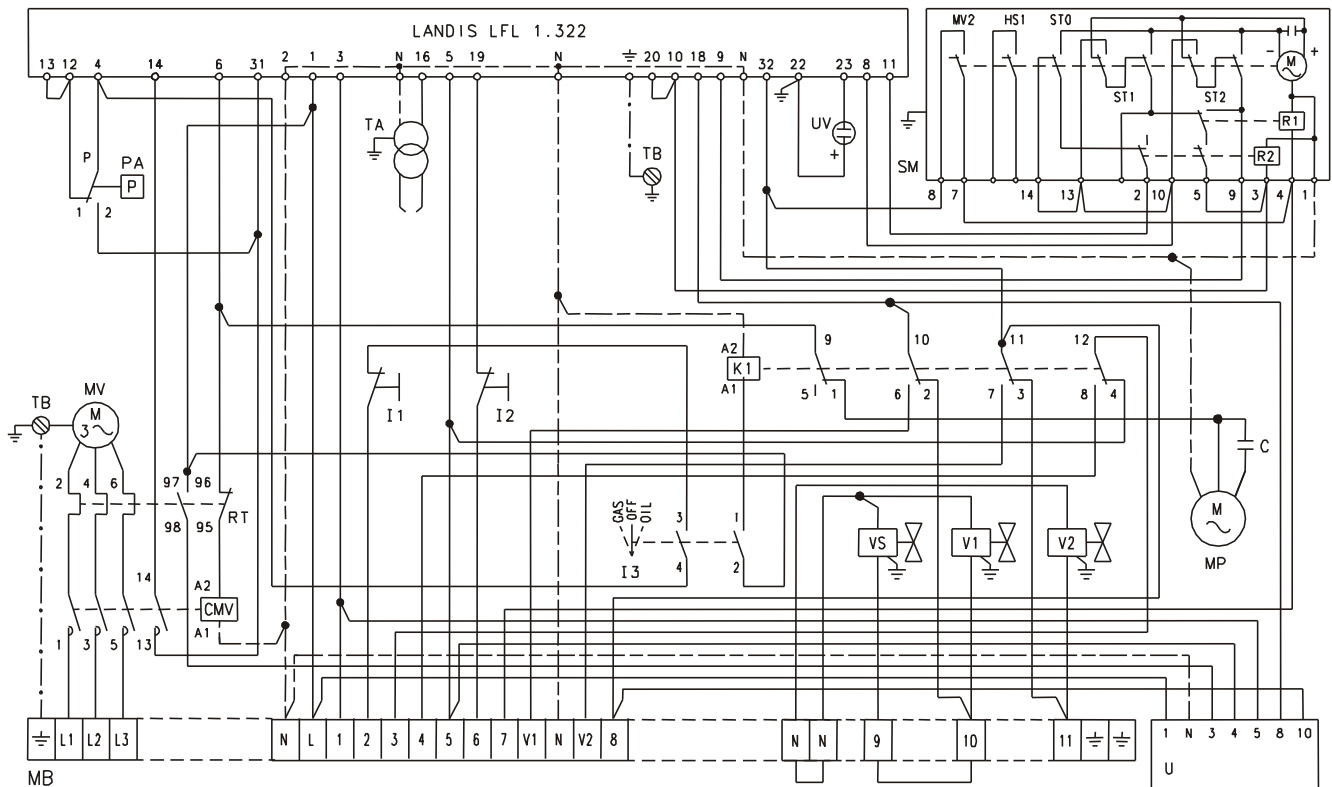 LANDIS LFL 1.322
13 12 4 14 6 31 2 1 3 N 16 5 19 N 20 10 18 9 N 32 22 23 8 11
MV2 HS1 ST0
- M +
ST1 ST2
R1
R2
SM
8 7 14 13 2 10 5 9 3 4 1
TA
UV
+
TB
P PA
P
1 2
9 10 11 12
A2
K1
A1
5 1 6 2 7 3 8 4
I1 I2
MV
TB
M
3
C
M
MP
2 4 6 97 96
98 95 RT
GAS OFF OIL
I3
3 1
4 2
VS V1 V2
14
A2
CMV
A1
1 3 5 13
L1 L2 L3
N L 1 2 3 4 5 6 7 V1 N V2 8
N N 9 10 11
1 N 3 4 5 8 10
U
MB